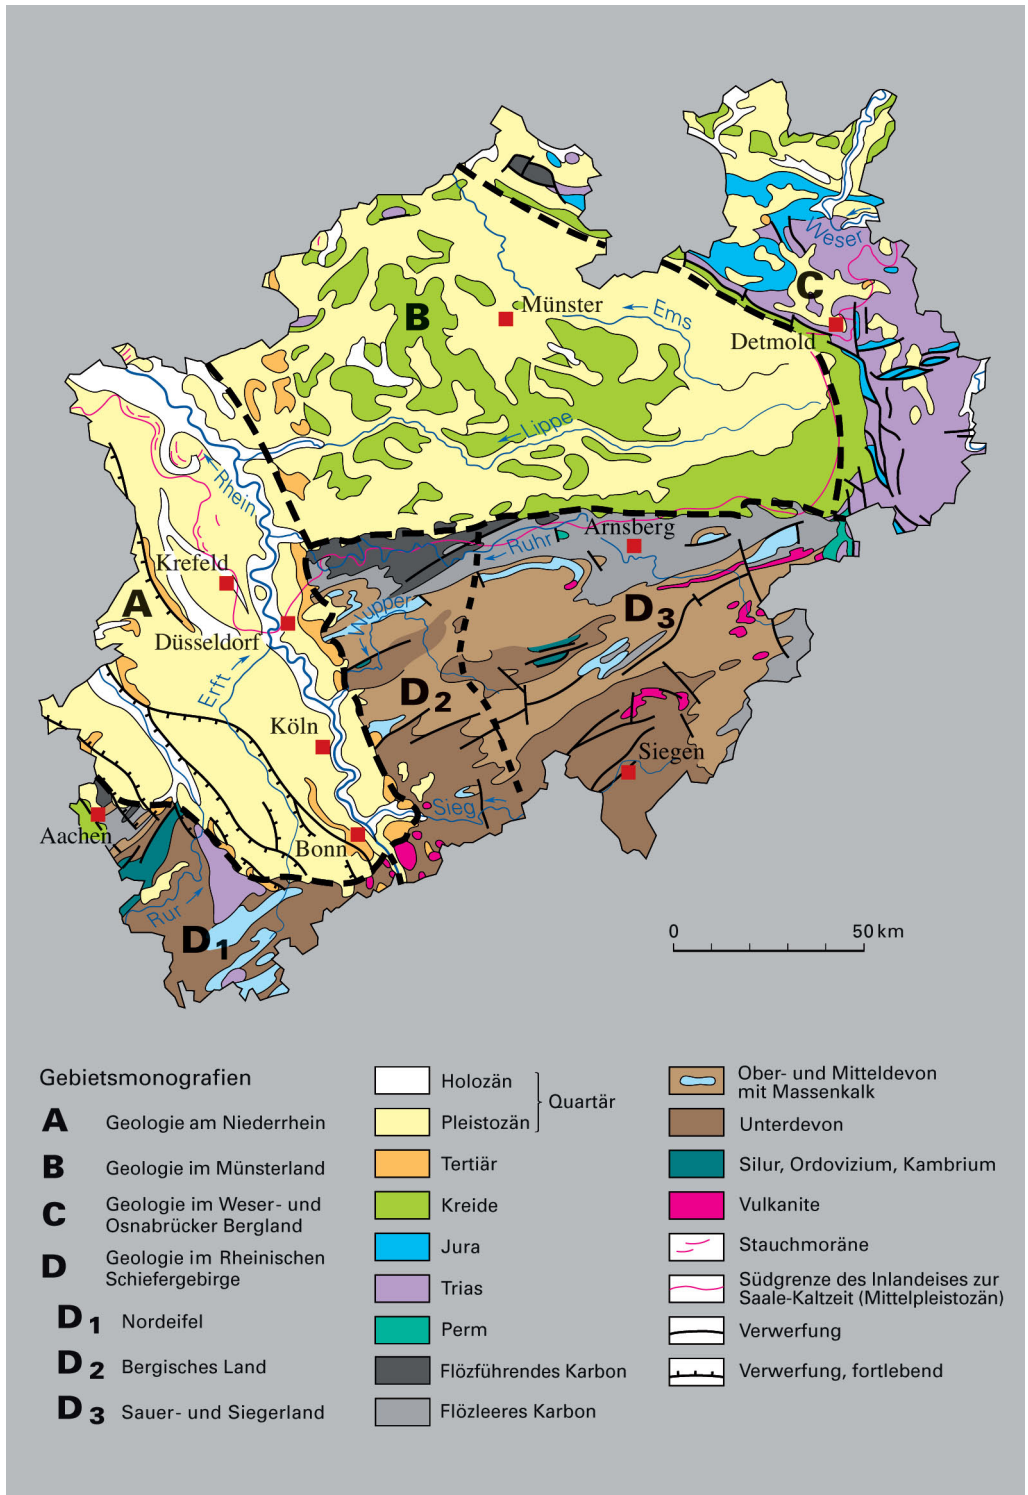 Weser
C
Münster
Ems
B
Detmold
Lippe
Rhein
Arnsberg
Ruhr
Krefeld
A
Wupper
D3
Düsseldorf
Erft
D2
Köln
Siegen
Sieg
Aachen
Bonn
Rur
D1
0 50 km
Gebietsmonografien
A Geologie am Niederrhein
B Geologie im Münsterland
C Geologie im Weser- und
Osnabrücker Bergland
D Geologie im Rheinischen
Schiefergebirge
D1 Nordeifel
D2 Bergisches Land
D3 Sauer- und Siegerland
Holozän
Quartär
Pleistozän
Tertiär
Kreide
Jura
Trias
Perm
Flözführendes Karbon
Flözleeres Karbon
Ober- und Mitteldevon
mit Massenkalk
Unterdevon
Silur, Ordovizium, Kambrium
Vulkanite
Stauchmoräne
Südgrenze des Inlandeises zur
Saale-Kaltzeit (Mittelpleistozän)
Verwerfung
Verwerfung, fortlebend